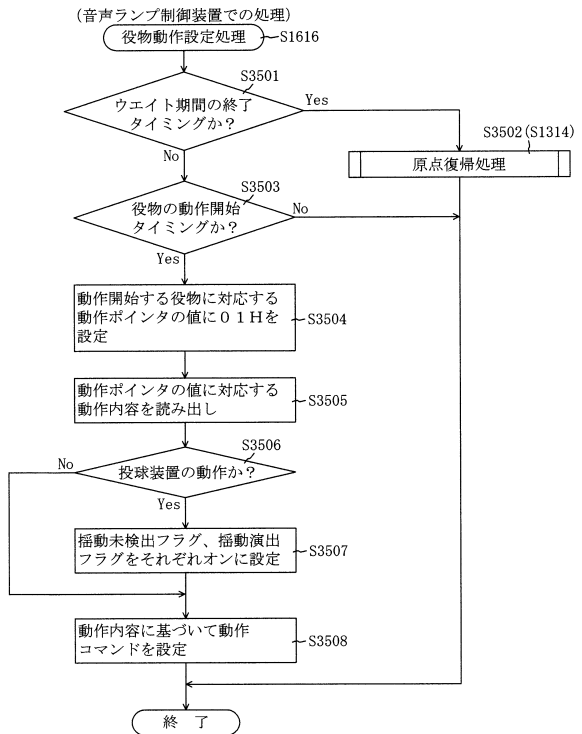 (音声ランプ制御装置での処理)
役物動作設定処理
S1616
S3501
ウエイト期間の終了
タイミングか?
Yes
No
S3502(S1314)
原点復帰処理
S3503
役物の動作開始
タイミングか?
No
Yes
動作開始する役物に対応する
動作ポインタの値に01Hを
設定
S3504
動作ポインタの値に対応する
動作内容を読み出し
S3505
S3506
投球装置の動作か?
No
Yes
揺動未検出フラグ、揺動演出
フラグをそれぞれオンに設定
S3507
動作内容に基づいて動作
コマンドを設定
S3508
終 了